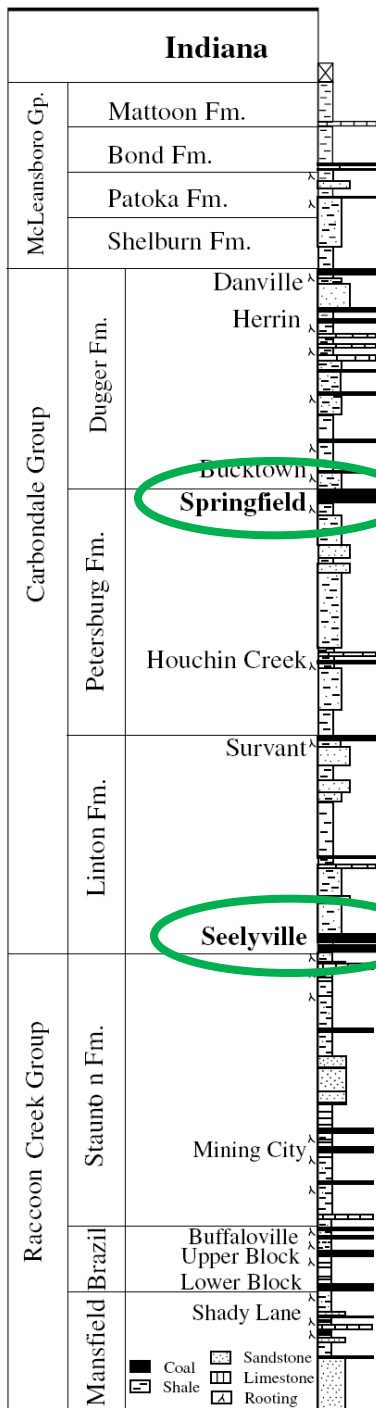 Indiana
McLeansboro Gp.
Mattoon Fm.
Bond Fm.
Patoka Fm.
Shelburn Fm.
Carbondale Group
Dugger Fm.
Danville
Herrin
Bucktown
Petersburg Fm.
Springfield
Houchin Creek
Linton Fm.
Survant
Seelyville
Raccoon Creek Group
Staunton Fm.
Mining City
Brazil
Buffaloville
Upper Block
Lower Block
Mansfield
Shady Lane
Coal
Shale
Sandstone
Limestone
Rooting